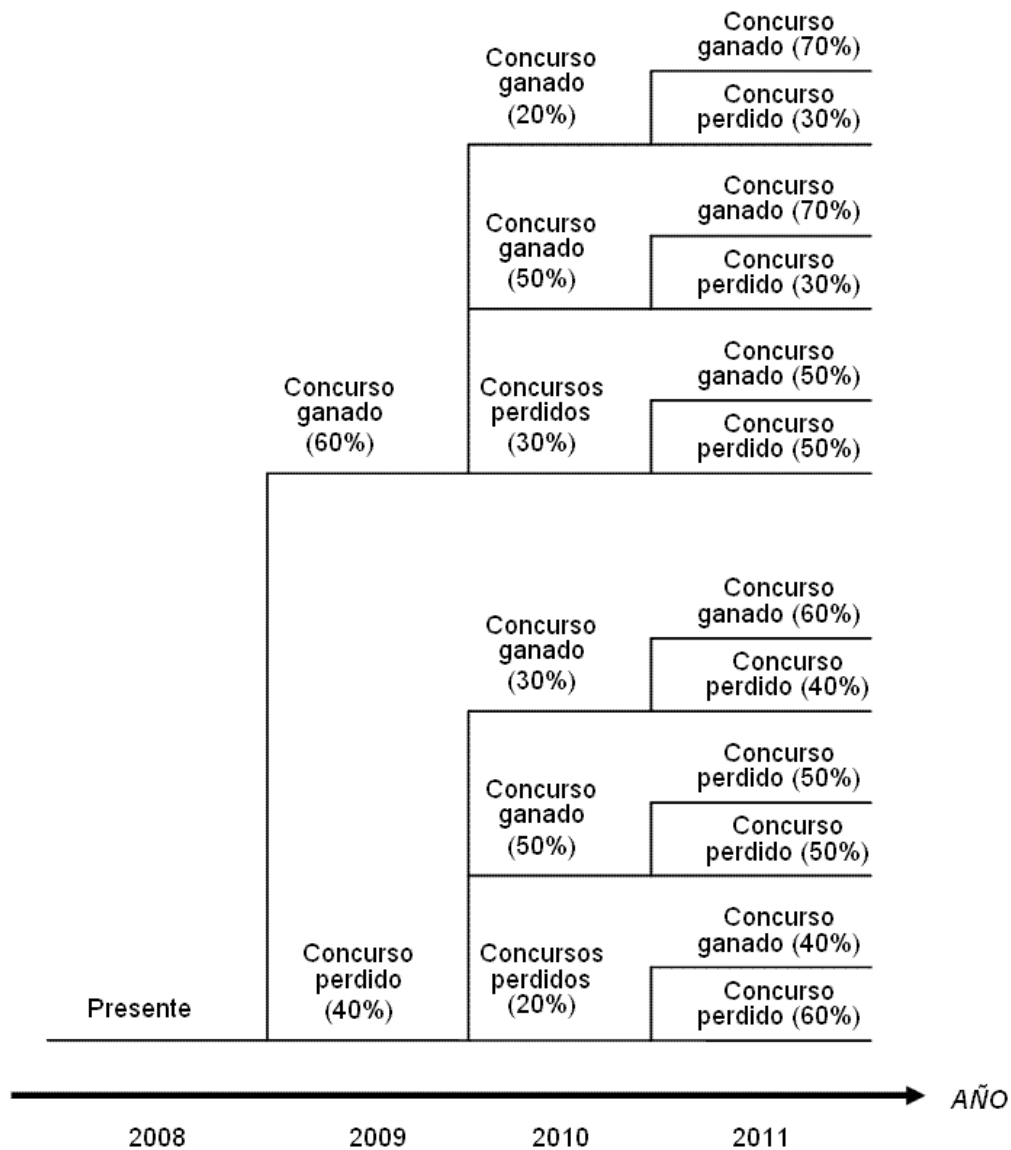 Concurso
ganado (70%)
Concurso
ganado
(20%)
Concurso
perdido (30%)
Concurso
ganado (70%)
Concurso
ganado
(50%)
Concurso
perdido (30%)
Concurso
ganado (50%)
Concurso
ganado
(60%)
Concursos
perdidos
(30%)
Concurso
perdido (50%)
Concurso
ganado (60%)
Concurso
ganado
(30%)
Concurso
perdido (40%)
Concurso
perdido (50%)
Concurso
ganado
(50%)
Concurso
perdido (50%)
Concurso
ganado (40%)
Presente
Concurso
perdido
(40%)
Concursos
perdidos
(20%)
Concurso
perdido (60%)
AÑO
2008
2009
2010
2011